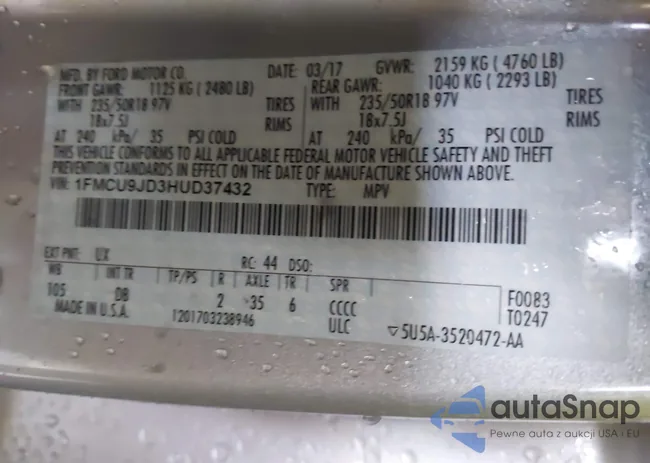 MFD. BY FORD MOTOR CO.
DATE: 03/17 GVWR: 2159 KG ( 4760 LB)
FRONT GAWR: 1125 KG ( 2480 LB) REAR GAWR: 1040 KG ( 2293 LB)
WITH 235/50R18 97V TIRES WITH 235/50R18 97V TIRES
18x7.5J RIMS 18x7.5J RIMS
AT 240 kPa/ 35 PSI COLD AT 240 kPa/ 35 PSI COLD
THIS VEHICLE CONFORMS TO ALL APPLICABLE FEDERAL MOTOR VEHICLE SAFETY AND THEFT
PREVENTION STANDARDS IN EFFECT ON THE DATE OF MANUFACTURE SHOWN ABOVE.
VIN: 1FMCU9JD3HUD37432 TYPE: MPV
EXT PNT: UX RC: 44 DSO:
WB INT TR TP/PS R AXLE TR SPR
105 DB 2 35 6 CCCC F0083
MADE IN U.S.A. T201703238946 ULC T0247
▽5U5A-3520472-AA
autaSnap
Pewne auta z aukcji USA i EU